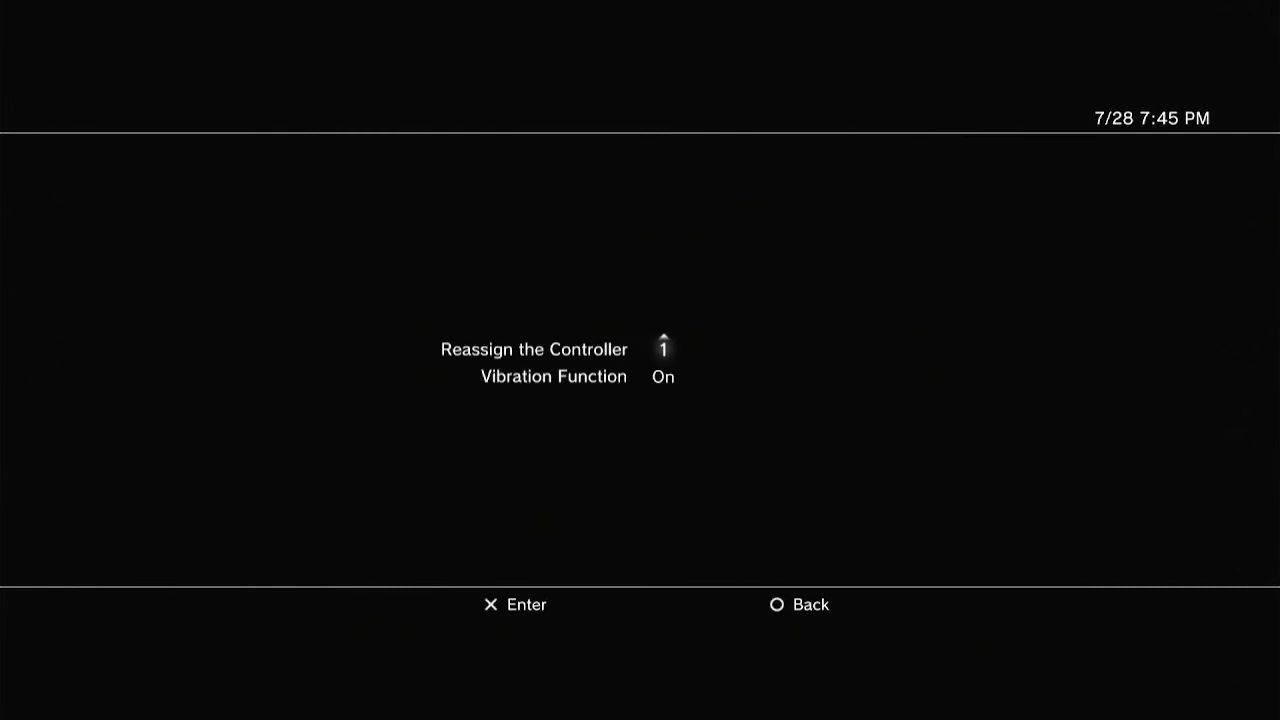 7/28 7:45 PM
Reassign the Controller 1
Vibration Function On
Enter Back